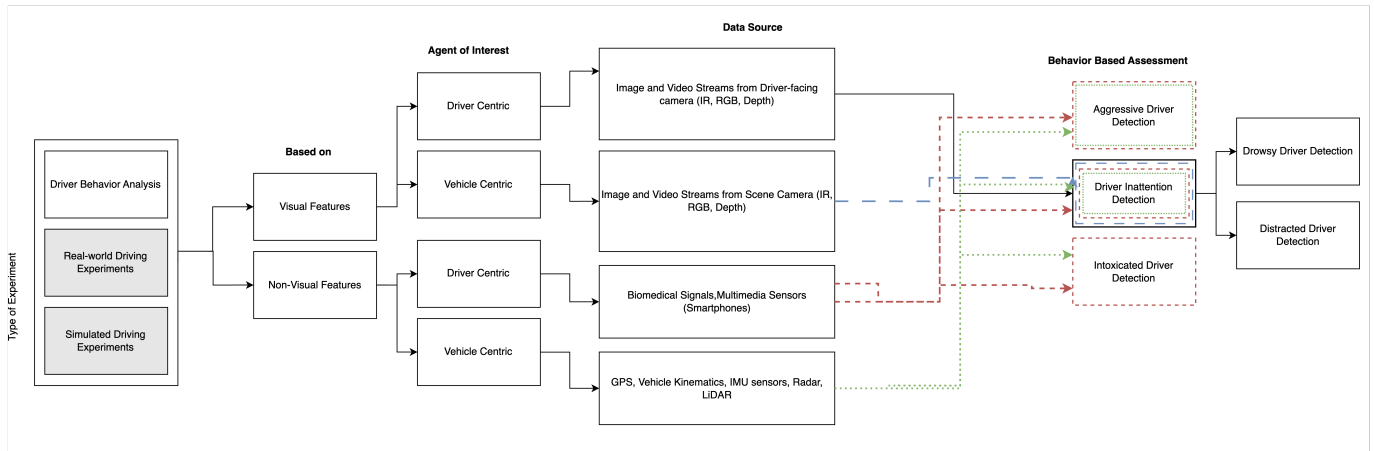 Type of Experiment
Driver Behavior Analysis
Real-world Driving
Experiments
Simulated Driving
Experiments
Based on
Visual Features
Non-Visual Features
Agent of Interest
Driver Centric
Vehicle Centric
Driver Centric
Vehicle Centric
Data Source
Image and Video Streams from Driver-facing
camera (IR, RGB, Depth)
Image and Video Streams from Scene Camera (IR,
RGB, Depth)
Biomedical Signals,Multimedia Sensors
(Smartphones)
GPS, Vehicle Kinematics, IMU sensors, Radar,
LiDAR
Behavior Based Assessment
Aggressive Driver
Detection
Driver Inattention
Detection
Intoxicated Driver
Detection
Drowsy Driver Detection
Distracted Driver
Detection